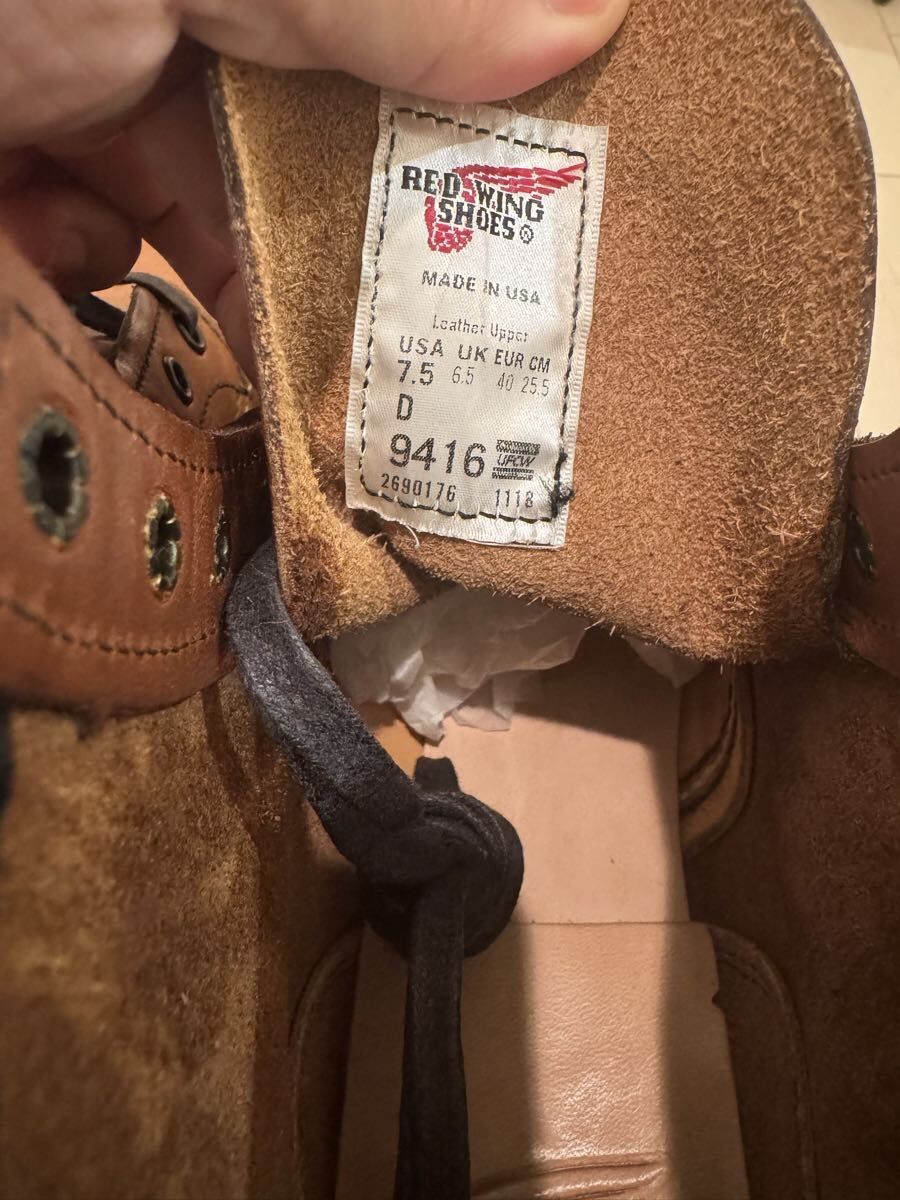 RED WING
SHOES®
MADE IN USA
Leather Upper
USA UK EUR CM
7.5 6.5 40 25.5
D
9416 UFCW
2690176 1118